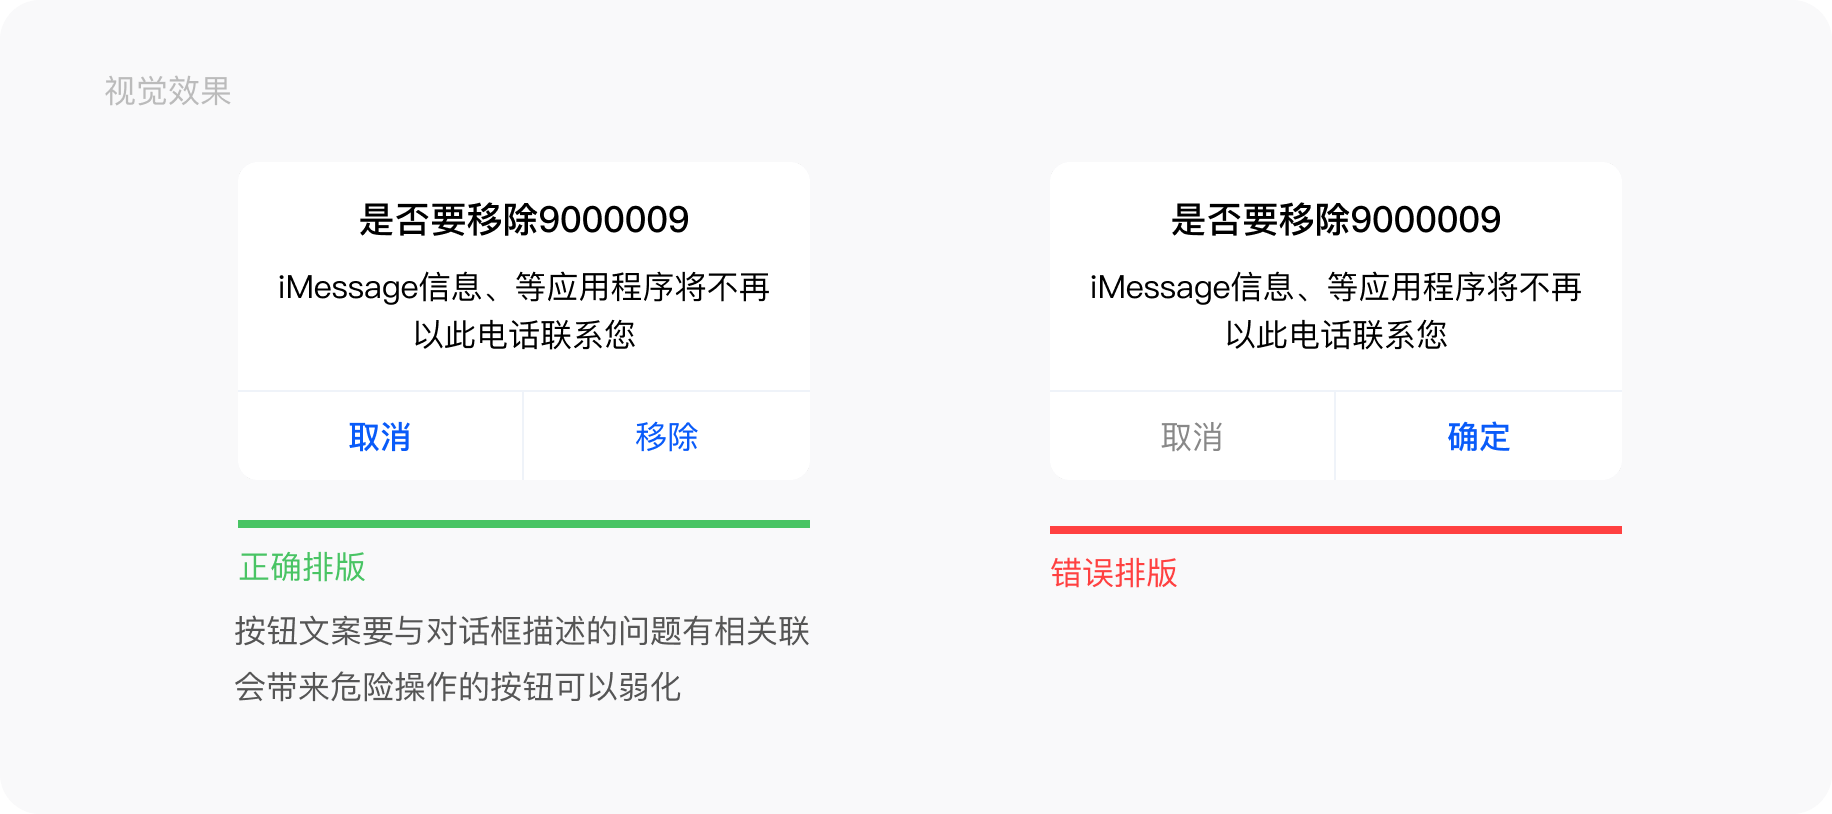 视觉效果
是否要移除9000009
iMessage信息、等应用程序将不再
以此电话联系您
取消
移除
正确排版
按钮文案要与对话框描述的问题有相关联
会带来危险操作的按钮可以弱化
是否要移除9000009
iMessage信息、等应用程序将不再
以此电话联系您
取消
确定
错误排版